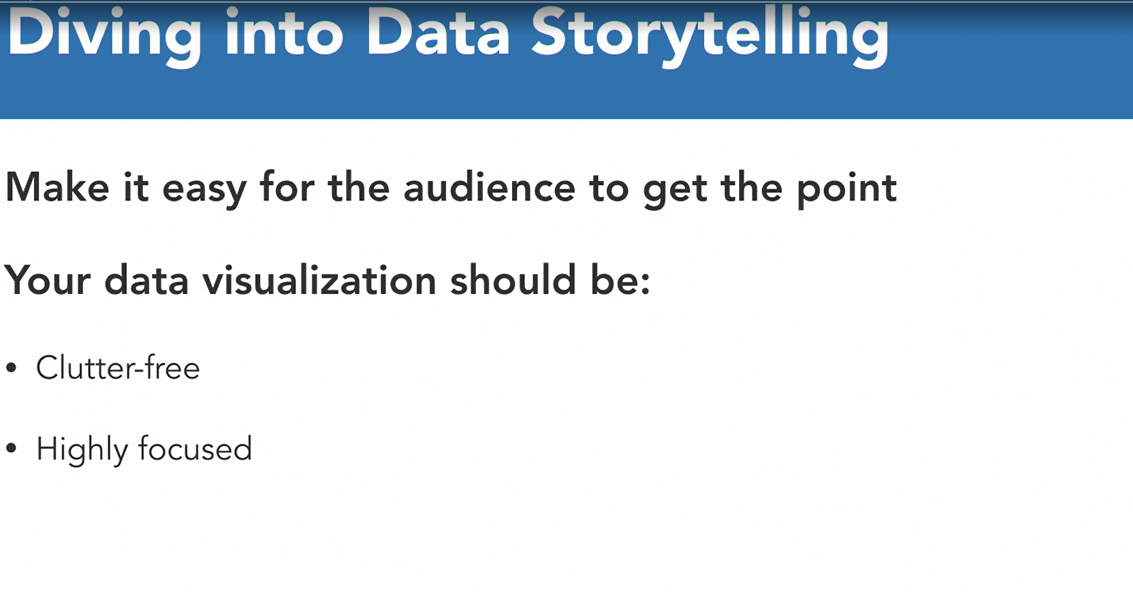 Diving into Data Storytelling
Make it easy for the audience to get the point
Your data visualization should be:
• Clutter-free
• Highly focused